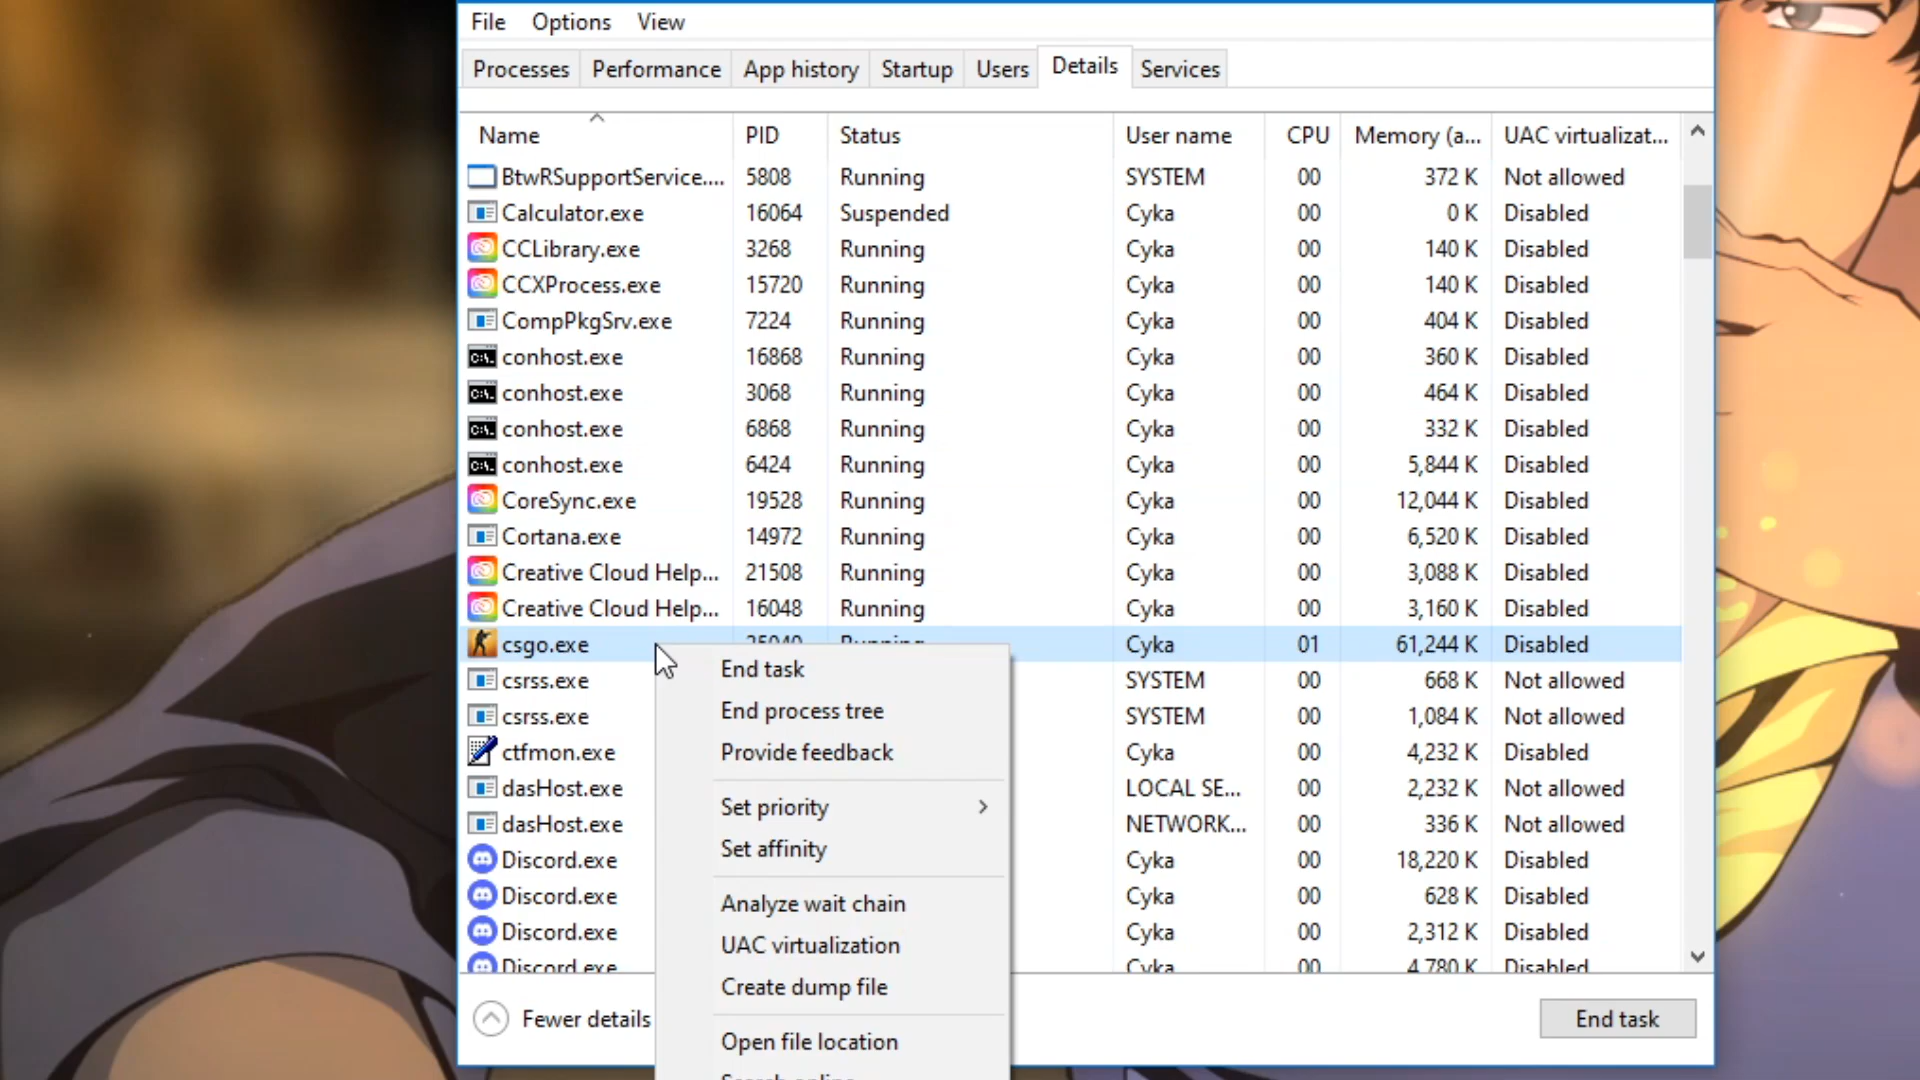 File Options View
Processes Performance App history Startup Users Details Services
Name PID Status User name CPU Memory (a... UAC virtualizat...
BtwRSupportService.... 5808 Running SYSTEM 00 372 K Not allowed
Calculator.exe 16064 Suspended Cyka 00 0 K Disabled
CCLibrary.exe 3268 Running Cyka 00 140 K Disabled
CCXProcess.exe 15720 Running Cyka 00 140 K Disabled
CompPkgSrv.exe 7224 Running Cyka 00 404 K Disabled
conhost.exe 16868 Running Cyka 00 360 K Disabled
conhost.exe 3068 Running Cyka 00 464 K Disabled
conhost.exe 6868 Running Cyka 00 332 K Disabled
conhost.exe 6424 Running Cyka 00 5,844 K Disabled
CoreSync.exe 19528 Running Cyka 00 12,044 K Disabled
Cortana.exe 14972 Running Cyka 00 6,520 K Disabled
Creative Cloud Help... 21508 Running Cyka 00 3,088 K Disabled
Creative Cloud Help... 16048 Running Cyka 00 3,160 K Disabled
csgo.exe Running Cyka 01 61,244 K Disabled
csrss.exe SYSTEM 00 668 K Not allowed
csrss.exe SYSTEM 00 1,084 K Not allowed
ctfmon.exe Cyka 00 4,232 K Disabled
dasHost.exe LOCAL SE... 00 2,232 K Not allowed
dasHost.exe NETWORK... 00 336 K Not allowed
Discord.exe Cyka 00 18,220 K Disabled
Discord.exe Cyka 00 628 K Disabled
Discord.exe Cyka 00 2,312 K Disabled
Discord.exe Cyka 00 4,780 K Disabled
End task
End process tree
Provide feedback
Set priority
Set affinity
Analyze wait chain
UAC virtualization
Create dump file
Open file location
Search online
Fewer details
End task